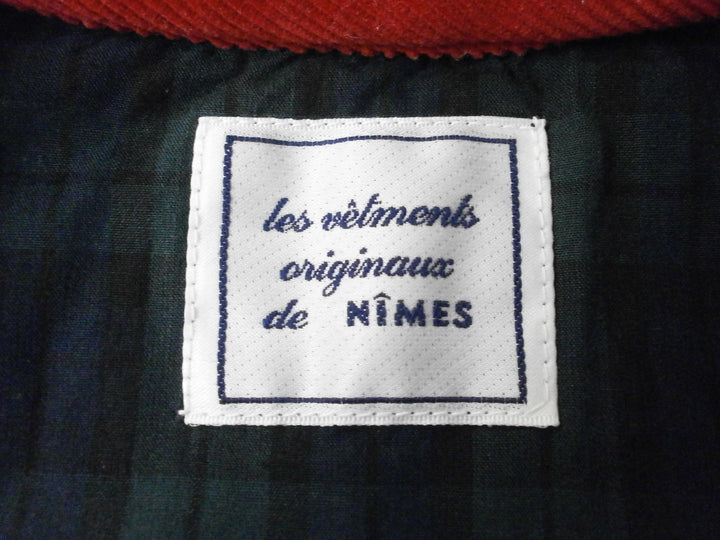 les vêtments
originaux
de NÎMES